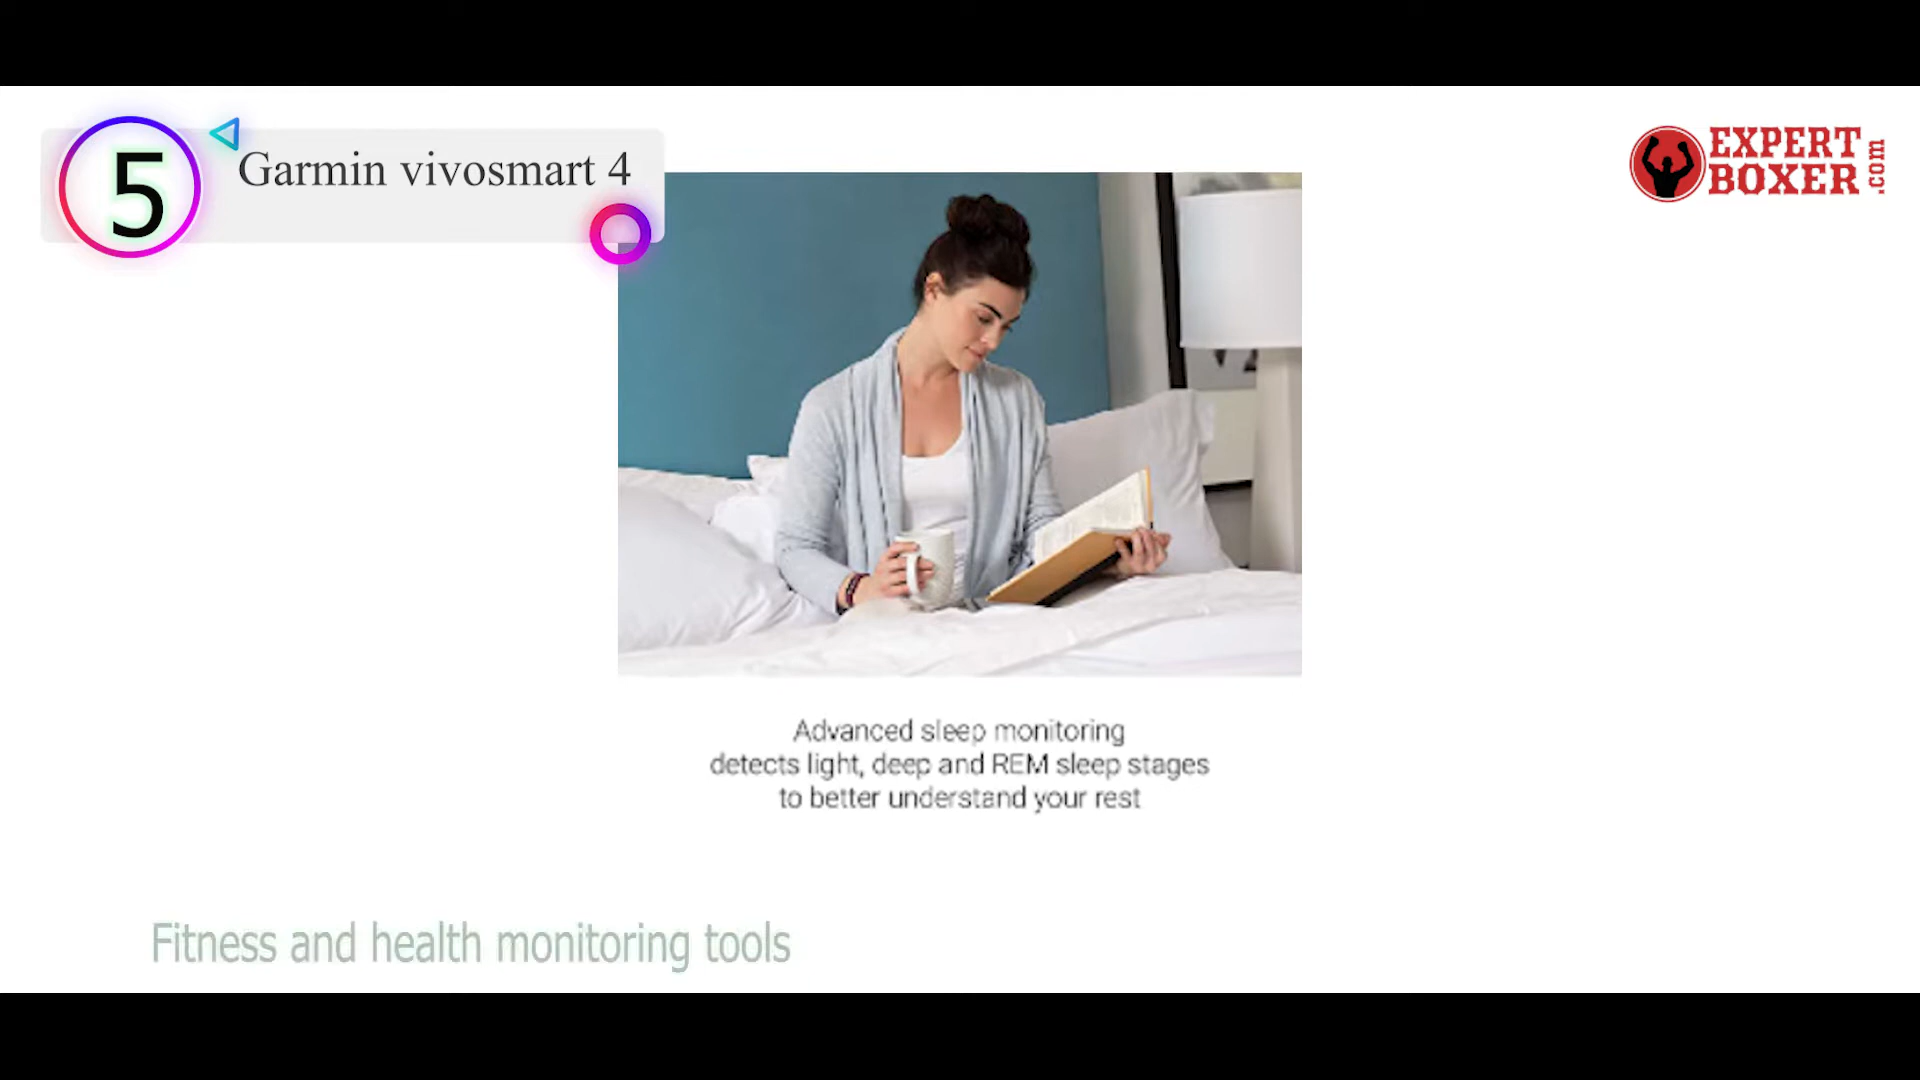 5
Garmin vivosmart 4
EXPERT
BOXER
.com
Advanced sleep monitoring
detects light, deep and REM sleep stages
to better understand your rest
Fitness and health monitoring tools